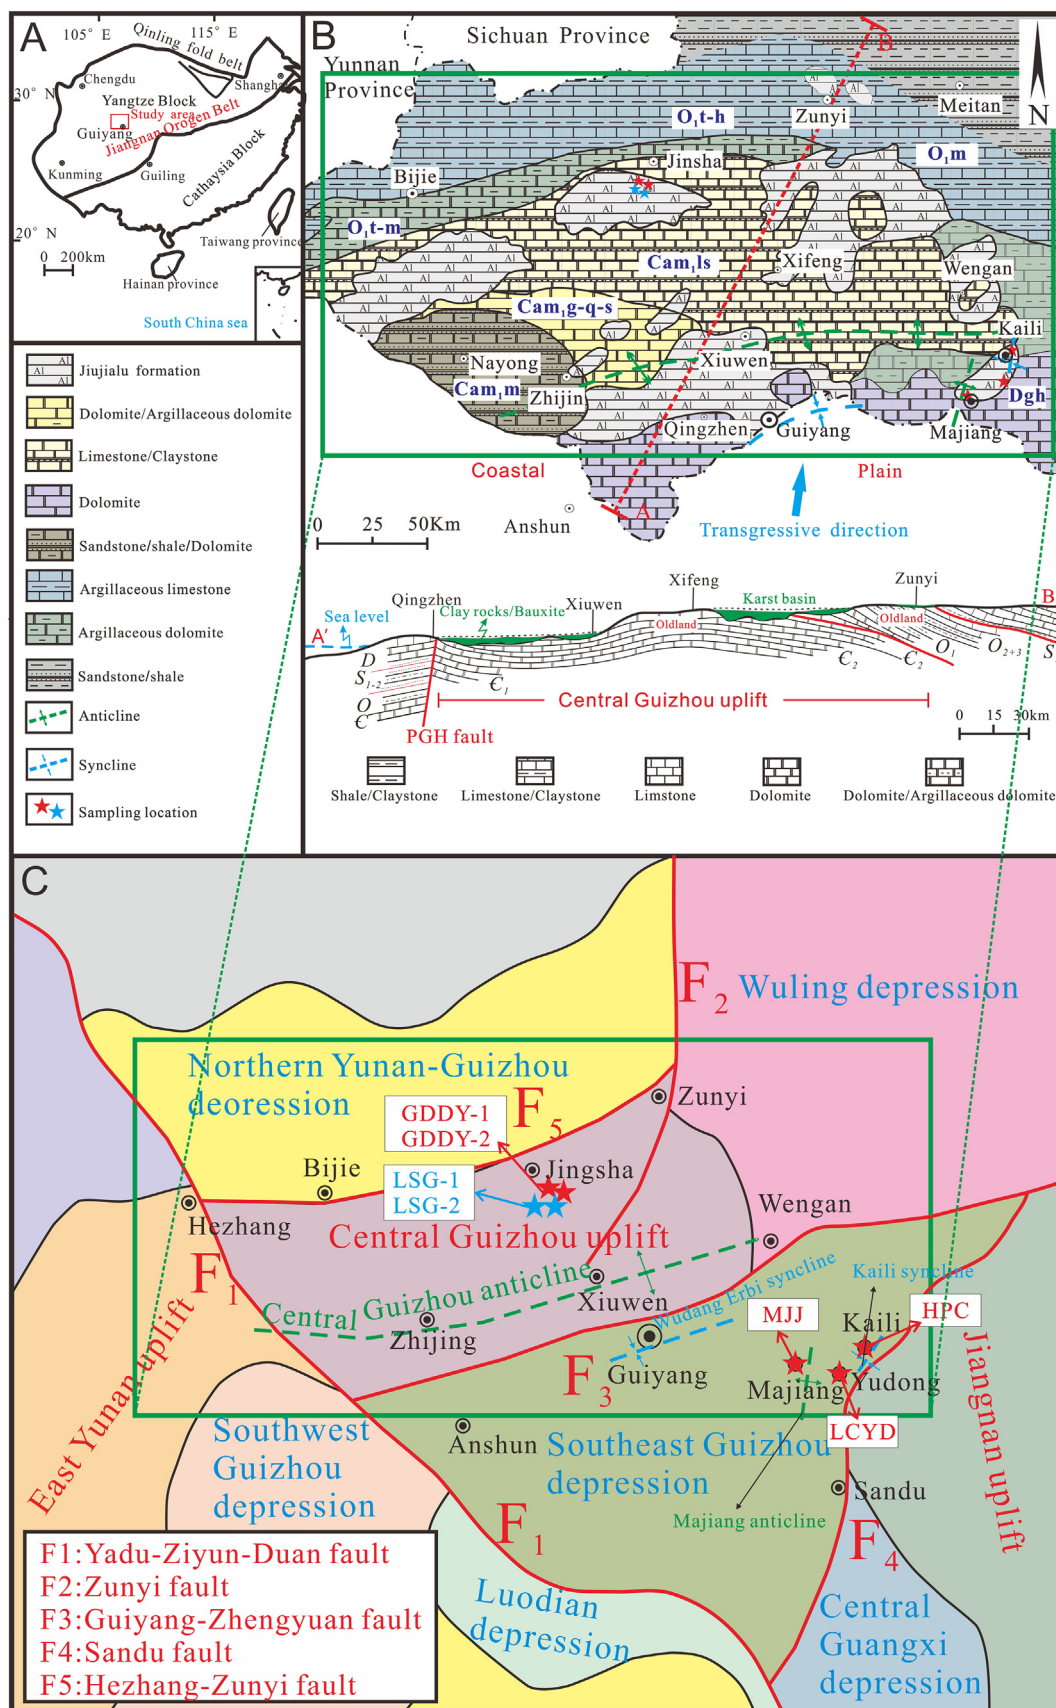 A
105° E
115° E
Qinling fold belt
Chengdu
Shanghai
30° N
Yangtze Block
Study area
Guiyang
Jiangnan Orogen Belt
Kunming
Guiling
Cathaysia Block
20° N
Taiwang province
0 200km
Hainan province
South China sea
Al
Al
Al
Al
Jiujialu formation
Dolomite/Argillaceous dolomite
Limestone/Claystone
Dolomite
Sandstone/shale/Dolomite
Argillaceous limestone
Argillaceous dolomite
Sandstone/shale
Anticline
Syncline
Sampling location
B
Sichuan Province
B
Yunnan
Province
N
Meitan
Zunyi
O₁t-h
O₁m
Jinsha
Bijie
O₁t-m
Cam₁ls
Xifeng
Wengan
Cam₁g-q-s
Kaili
Nayong
Xiuwen
Cam₁m
Zhijin
Dgh
Qingzhen
Guiyang
Majiang
Coastal
Plain
A
Anshun
Transgressive direction
0 25 50Km
Xifeng
Zunyi
Qingzhen
Clay rocks/Bauxite
Xiuwen
Karst basin
B
Sea level
Oldland
Oldland
A'
D
S₁₋₂
O
Є
Є₁
Є₂
Є₂
O₁
O₂₊₃
S
Central Guizhou uplift
0 15 30km
PGH fault
Shale/Claystone
Limestone/Claystone
Limstone
Dolomite
Dolomite/Argillaceous dolomite
C
F₂
Wuling depression
Northern Yunan-Guizhou
deoression
GDDY-1
GDDY-2
F₅
Zunyi
Bijie
Jingsha
LSG-1
LSG-2
Hezhang
Wengan
Central Guizhou uplift
F₁
Central Guizhou anticline
Xiuwen
Wudang Erbi syncline
Kaili syncline
Zhijing
MJJ
Kaili
HPC
Guiyang
F₃
Majiang
Yudong
East Yunan uplift
Jiangnan uplift
LCYD
Southwest
Guizhou
depression
Anshun
Southeast Guizhou
depression
Sandu
Majiang anticline
F₁
F₄
Luodian
depression
Central
Guangxi
depression
F1:Yadu-Ziyun-Duan fault
F2:Zunyi fault
F3:Guiyang-Zhengyuan fault
F4:Sandu fault
F5:Hezhang-Zunyi fault